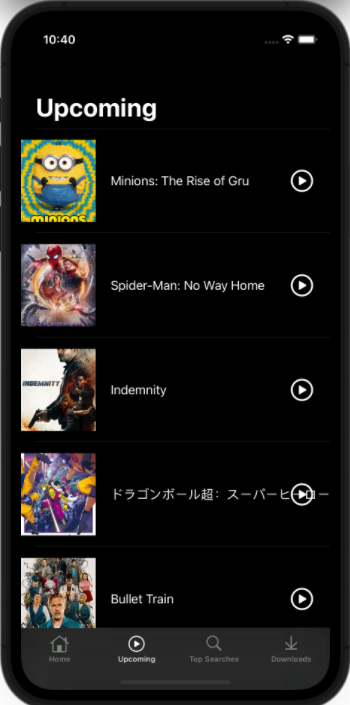 10:40
Upcoming
MINIONS
Minions: The Rise of Gru
Spider-Man: No Way Home
INDEMNITY
Indemnity
ドラゴンボール超：スーパーヒーロー
Bullet Train
Home
Upcoming
Top Searches
Downloads